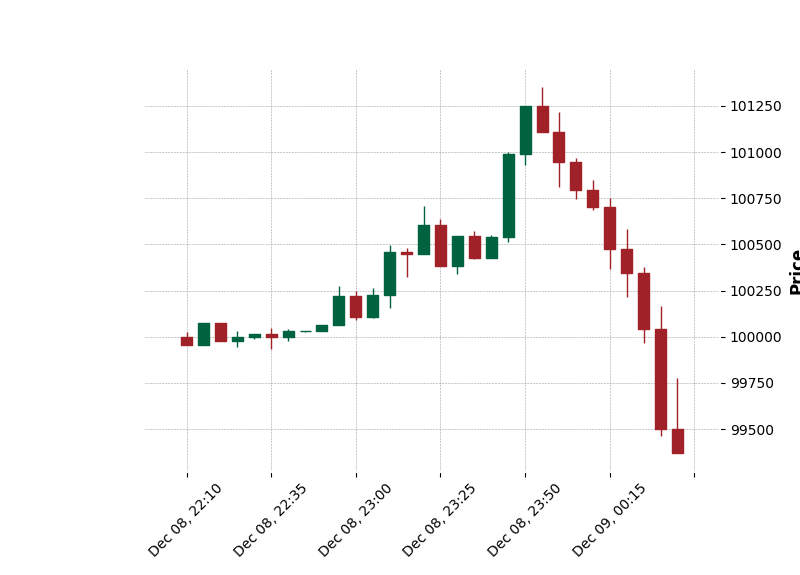 101250
101000
100750
100500
100250
100000
99750
99500
Price
Dec 08, 22:10
Dec 08, 22:35
Dec 08, 23:00
Dec 08, 23:25
Dec 08, 23:50
Dec 09, 00:15